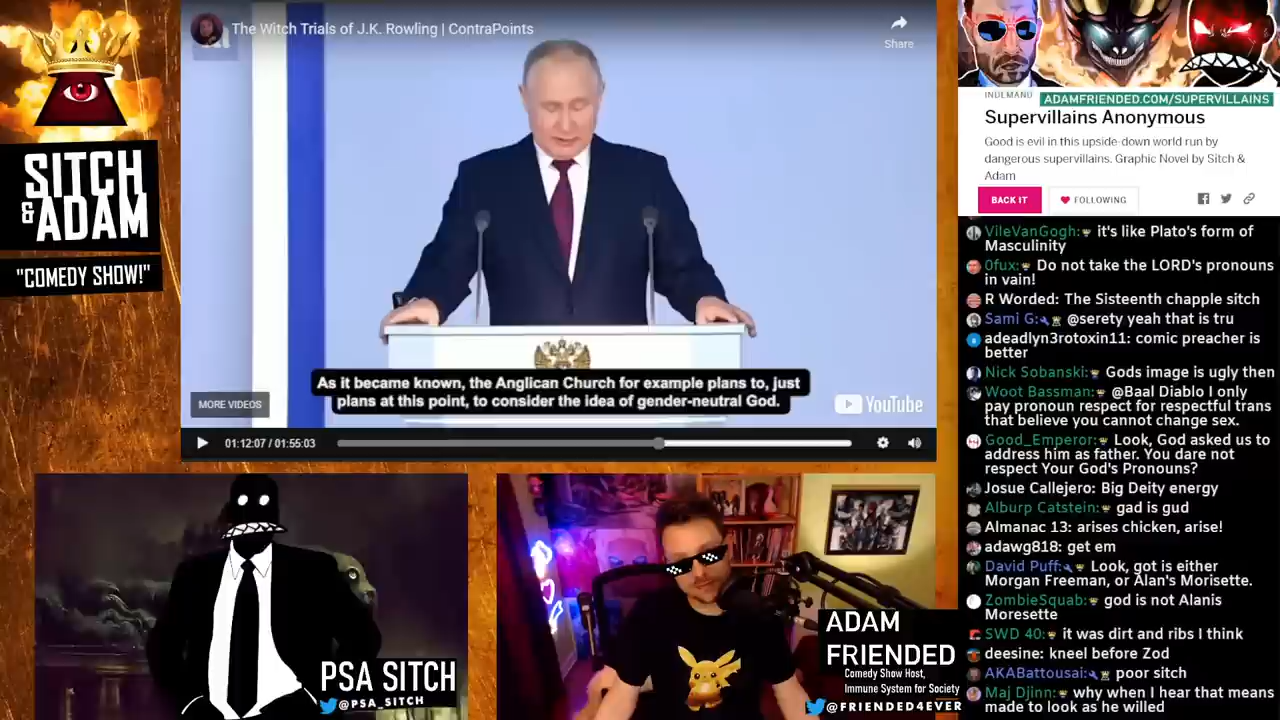 The Witch Trials of J.K. Rowling | ContraPoints
Share
As it became known, the Anglican Church for example plans to, just
plans at this point, to consider the idea of gender-neutral God.
MORE VIDEOS
YouTube
01:12:07 / 01:55:03
SITCH
& ADAM
"COMEDY SHOW!"
PSA SITCH
@PSA_SITCH
ADAM
FRIENDED
Comedy Show Host,
Immune System for Society
@FRIENDED4EVER
INDEMAND
ADAMFRIENDED.COM/SUPERVILLAINS
Supervillains Anonymous
Good is evil in this upside-down world run by
dangerous supervillains. Graphic Novel by Sitch &
Adam
BACK IT
FOLLOWING
VileVanGogh: it's like Plato's form of
Masculinity
0fux: Do not take the LORD's pronouns
in vain!
R Worded: The Sisteenth chapple sitch
Sami G: @serety yeah that is tru
adeadlyn3rotoxin11: comic preacher is
better
Nick Sobanski: Gods image is ugly then
Woot Bassman: @Baal Diablo I only
pay pronoun respect for respectful trans
that believe you cannot change sex.
Good_Emperor: Look, God asked us to
address him as father. You dare not
respect Your God's Pronouns?
Josue Callejero: Big Deity energy
Alburp Catstein: gad is gud
Almanac 13: arises chicken, arise!
adawg818: get em
David Puff: Look, got is either
Morgan Freeman, or Alan's Morisette.
ZombieSquab: god is not Alanis
Moresette
SWD 40: it was dirt and ribs I think
deesine: kneel before Zod
AKABattousai: poor sitch
Maj Djinn: why when I hear that means
made to look as he willed